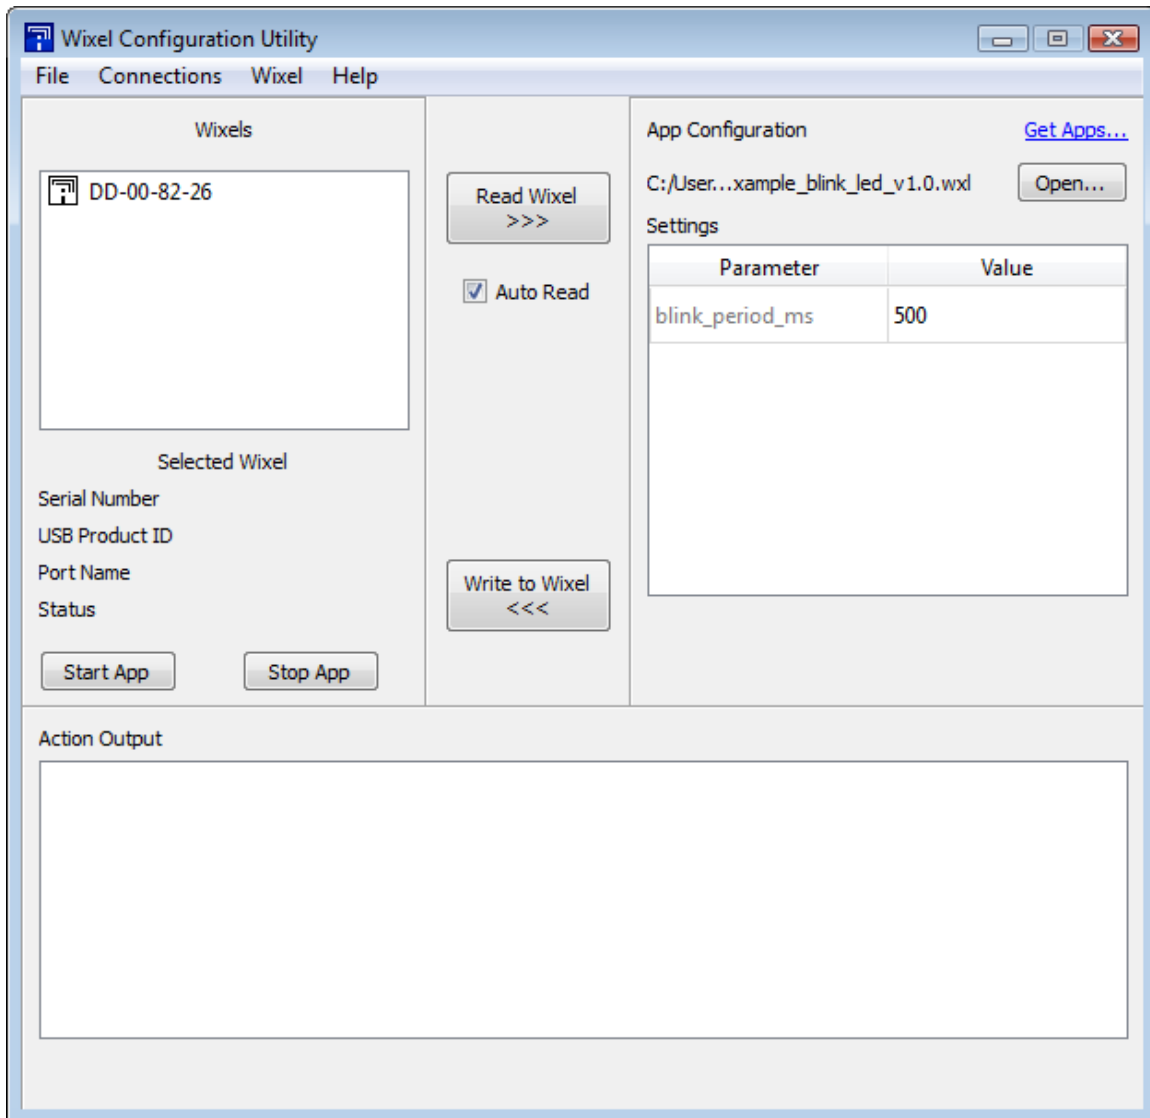 Wixel Configuration Utility
File Connections Wixel Help
Wixels
DD-00-82-26
Selected Wixel
Serial Number
USB Product ID
Port Name
Status
Start App Stop App
Read Wixel
>>>
Auto Read
Write to Wixel
<<<
App Configuration Get Apps...
C:/User...xample_blink_led_v1.0.wxl Open...
Settings
Parameter Value
blink_period_ms 500
Action Output